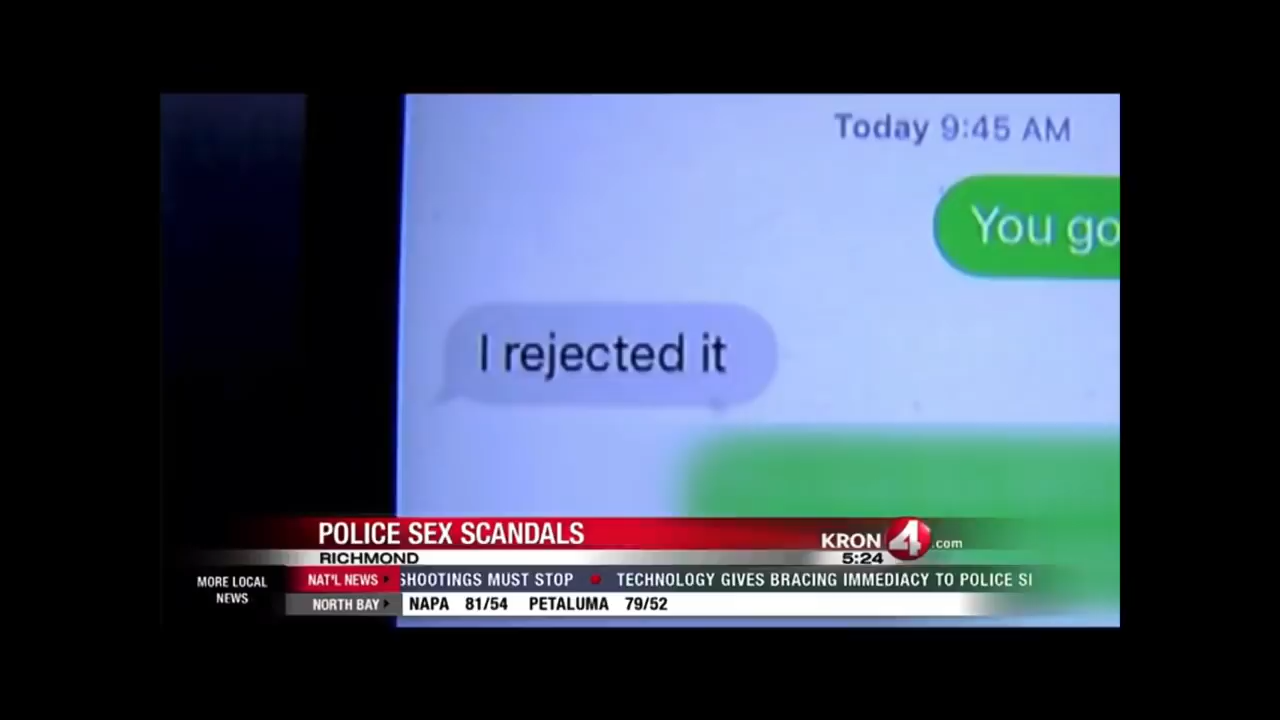 Today 9:45 AM
You go
I rejected it
POLICE SEX SCANDALS
RICHMOND
KRON 4 .com
5:24
MORE LOCAL
NEWS
NAT'L NEWS SHOOTINGS MUST STOP TECHNOLOGY GIVES BRACING IMMEDIACY TO POLICE SI
NORTH BAY NAPA 81/54 PETALUMA 79/52